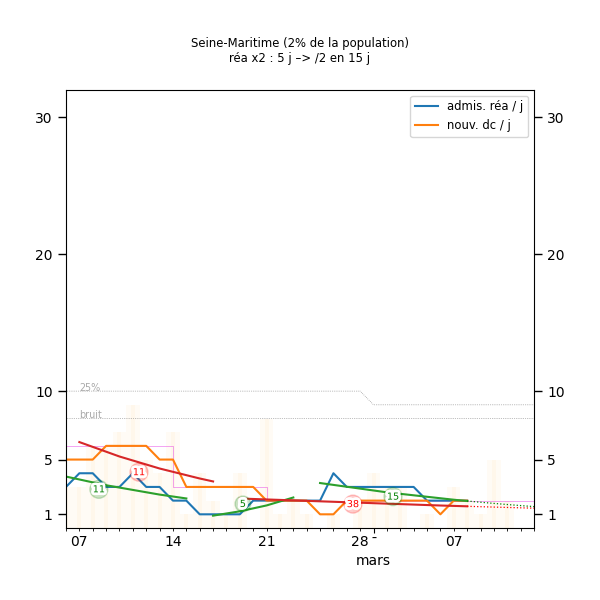 Seine-Maritime (2% de la population)
réa x2 : 5 j –> /2 en 15 j
admis. réa / j
nouv. dc / j
30 30
20 20
25%
10 10
bruit
5 5
11 11 5 38 15
1 1
07 14 21 28 07
mars